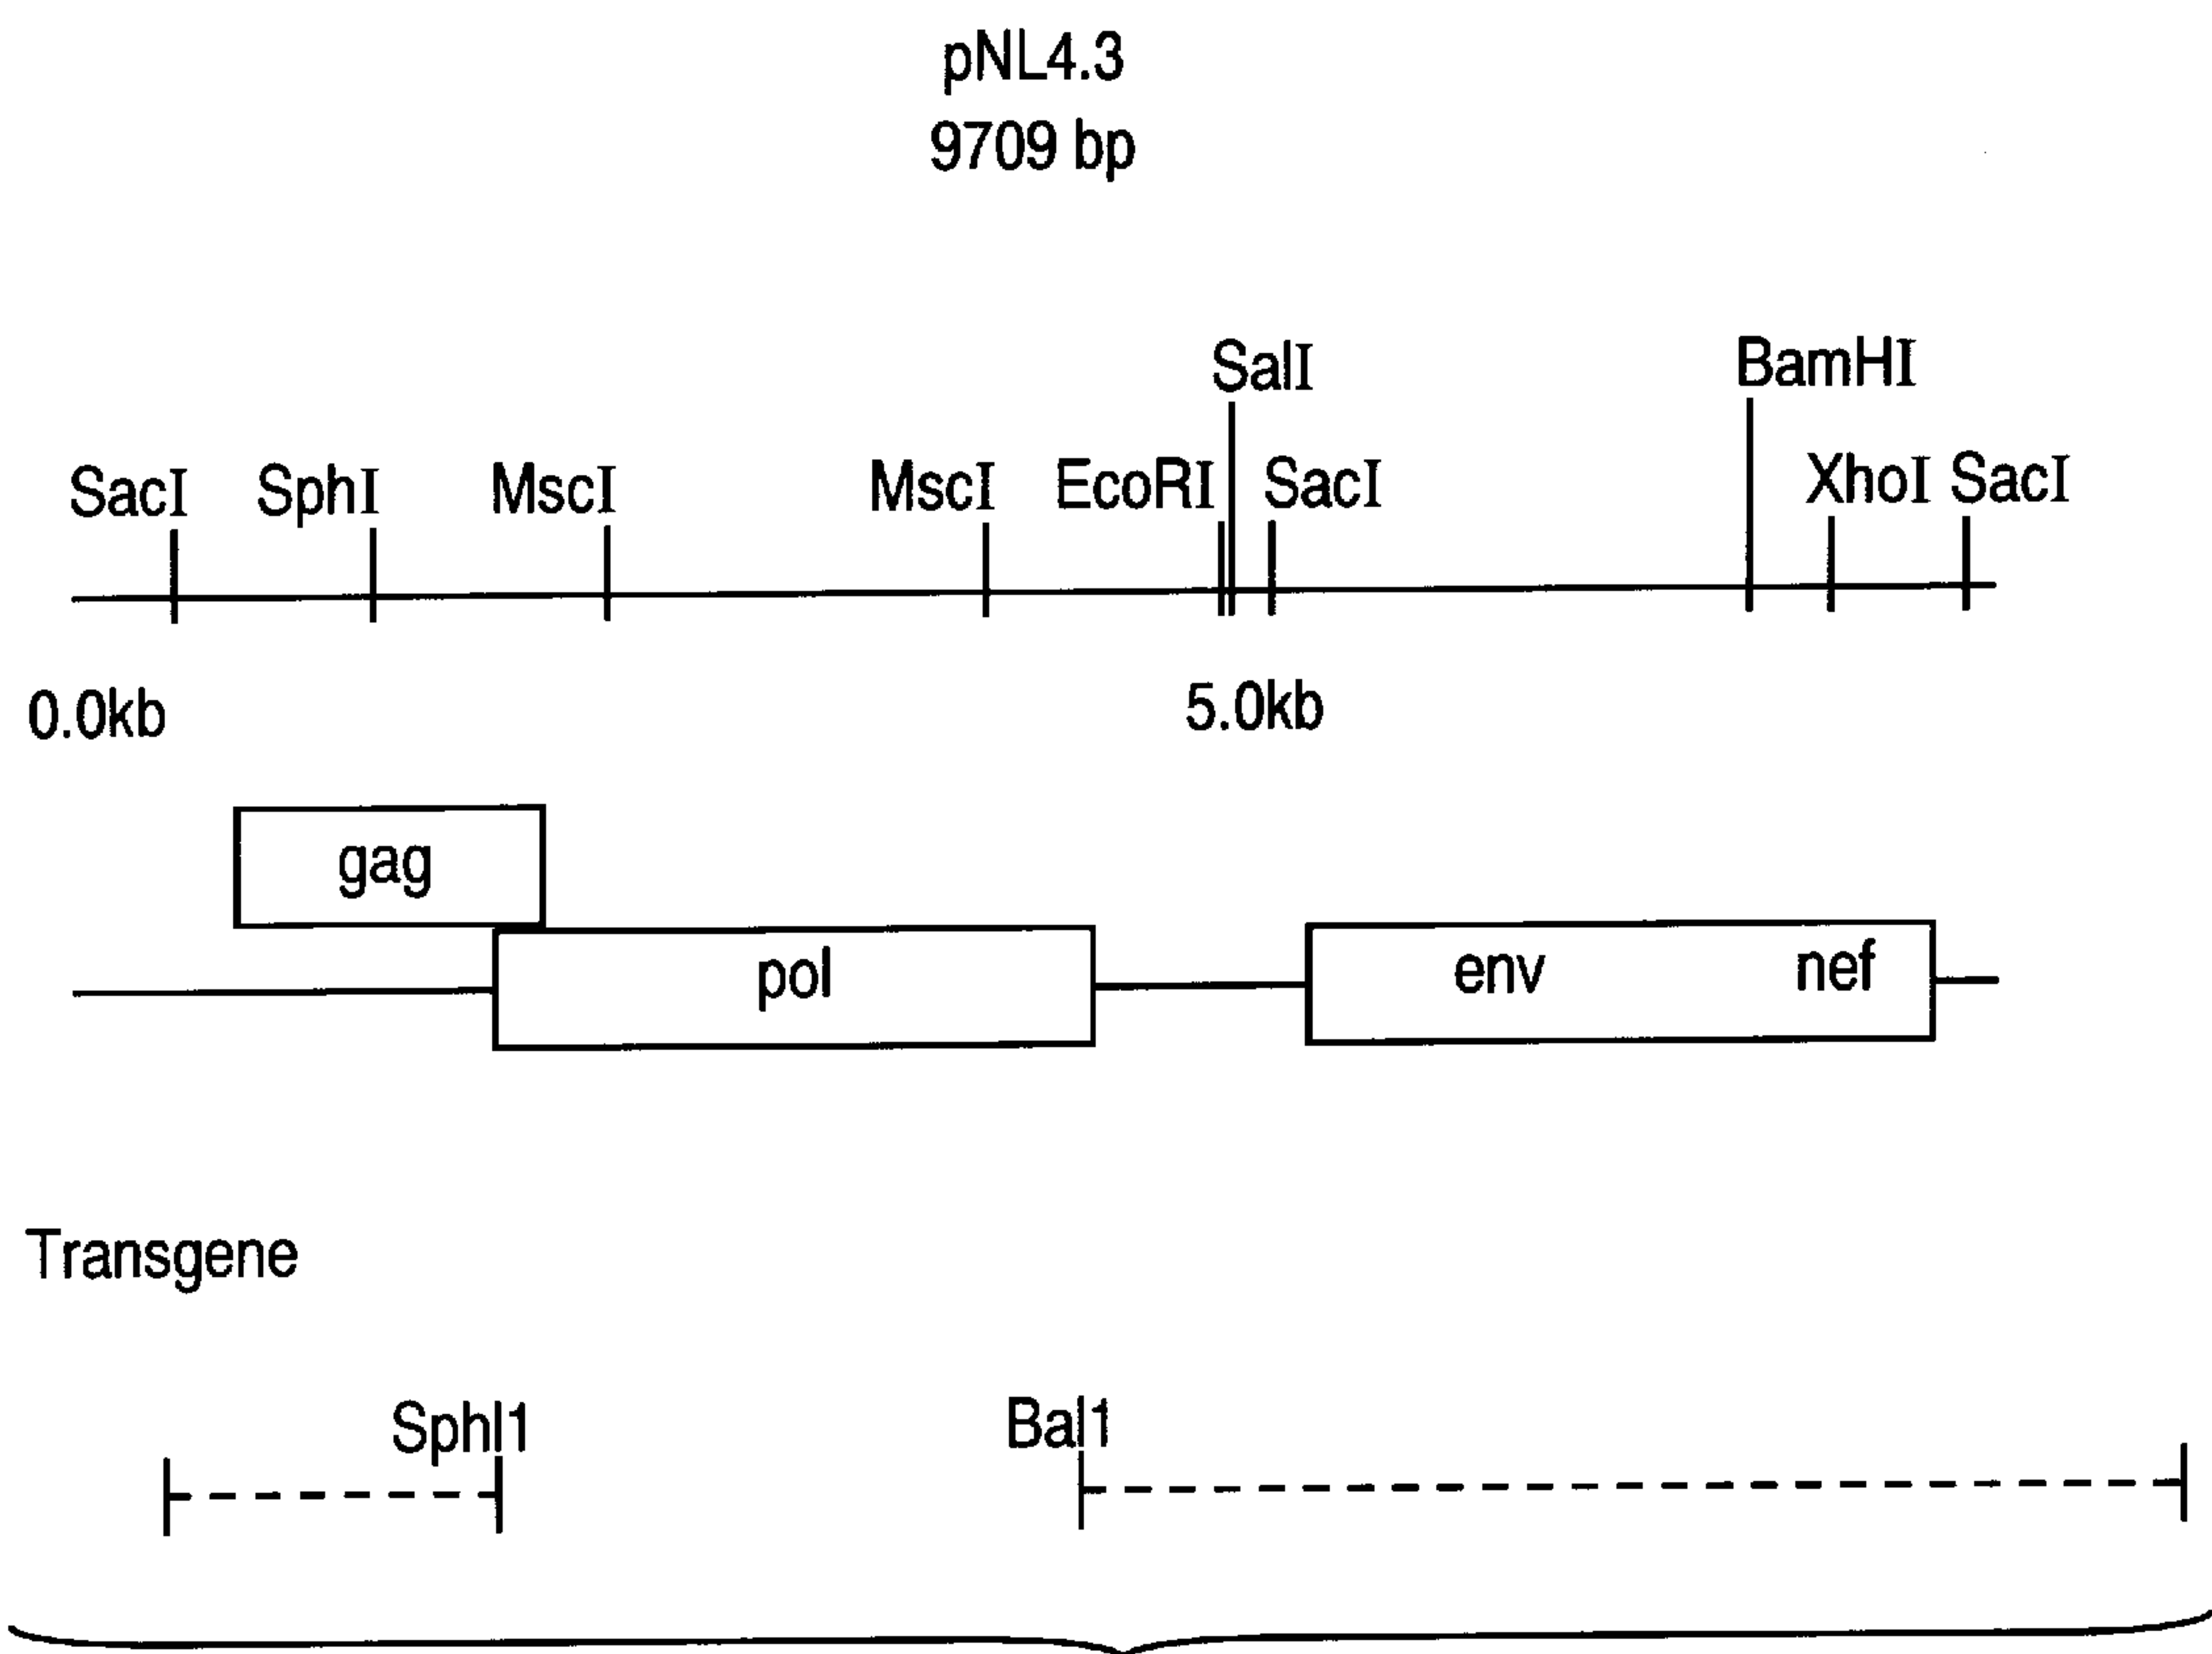 pNL4.3
9709 bp
SalI
BamHI
SacI SphI MscI MscI EcoRI SacI XhoI SacI
0.0kb 5.0kb
gag
pol env nef
Transgene
SphI1 Bal1